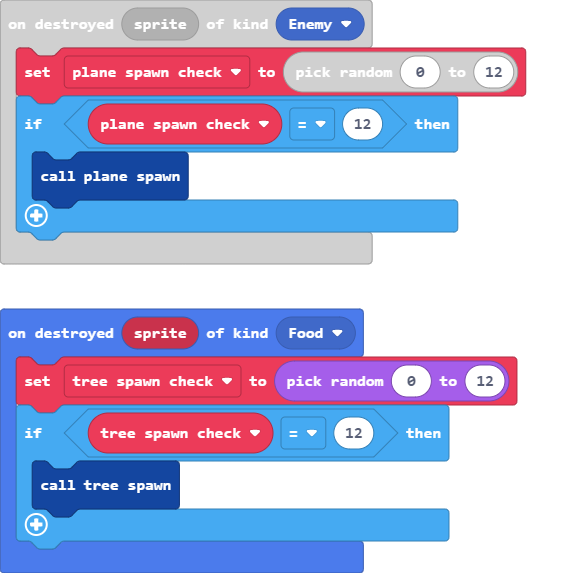 on destroyed sprite of kind Enemy
set plane spawn check to pick random 0 to 12
if plane spawn check = 12 then
call plane spawn
on destroyed sprite of kind Food
set tree spawn check to pick random 0 to 12
if tree spawn check = 12 then
call tree spawn